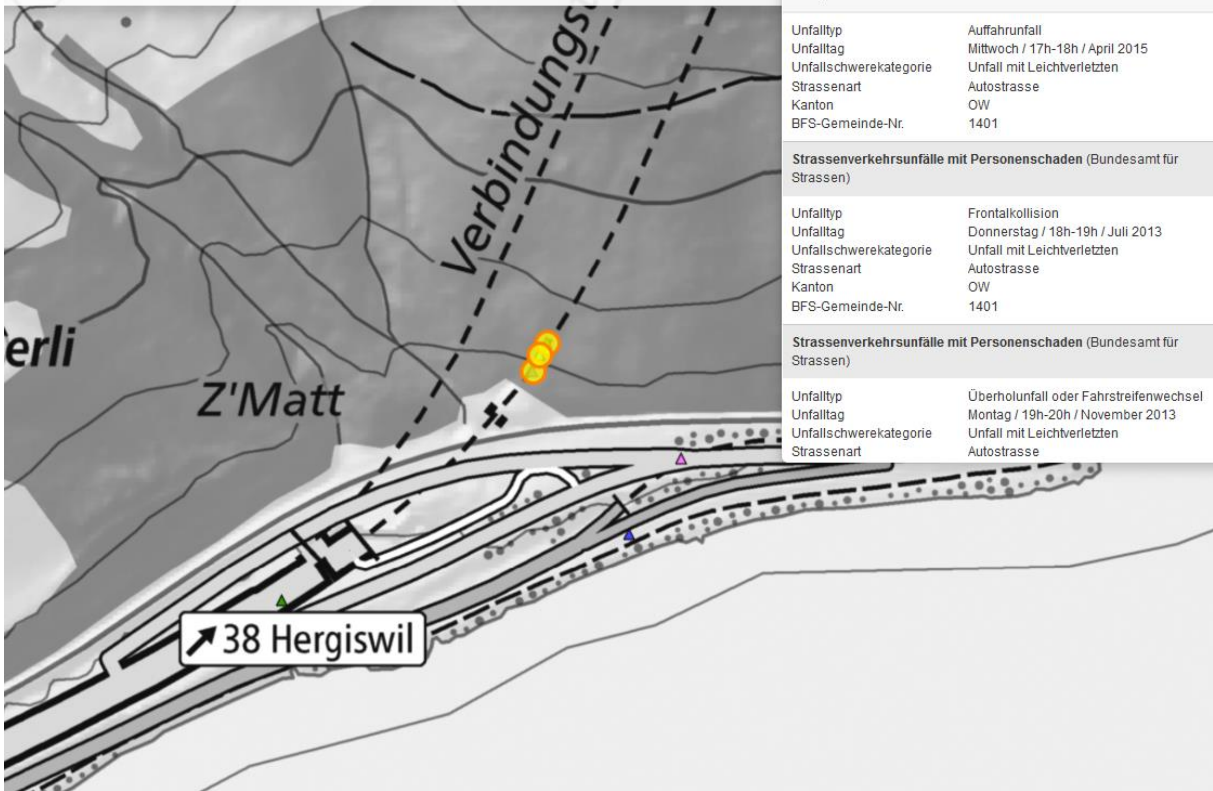 Verbindungs
erli
Z'Matt
38 Hergiswil
Unfalltyp Auffahrunfall
Unfalltag Mittwoch / 17h-18h / April 2015
Unfallschwerekategorie Unfall mit Leichtverletzten
Strassenart Autostrasse
Kanton OW
BFS-Gemeinde-Nr. 1401
Strassenverkehrsunfälle mit Personenschaden (Bundesamt für
Strassen)
Unfalltyp Frontalkollision
Unfalltag Donnerstag / 18h-19h / Juli 2013
Unfallschwerekategorie Unfall mit Leichtverletzten
Strassenart Autostrasse
Kanton OW
BFS-Gemeinde-Nr. 1401
Strassenverkehrsunfälle mit Personenschaden (Bundesamt für
Strassen)
Unfalltyp Überholunfall oder Fahrstreifenwechsel
Unfalltag Montag / 19h-20h / November 2013
Unfallschwerekategorie Unfall mit Leichtverletzten
Strassenart Autostrasse